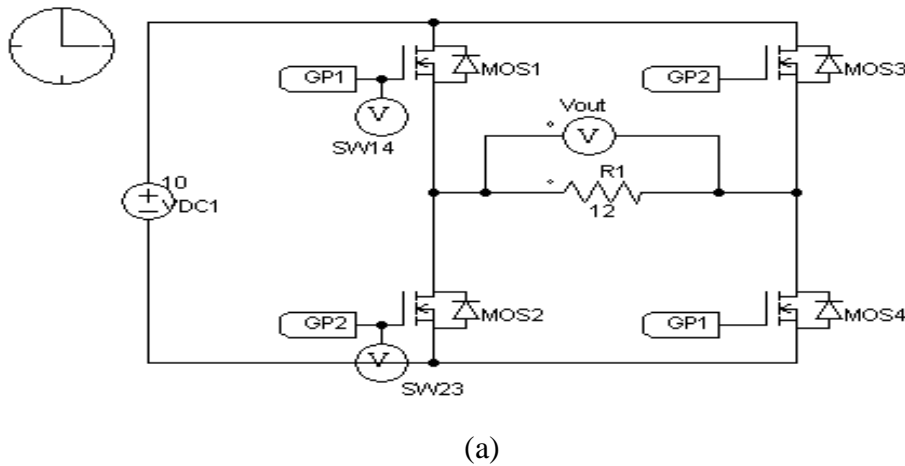 GP1
MOS1
GP2
MOS3
V
SW14
Vout
V
R1
12
10
VDC1
GP2
MOS2
GP1
MOS4
V
SW23
(a)